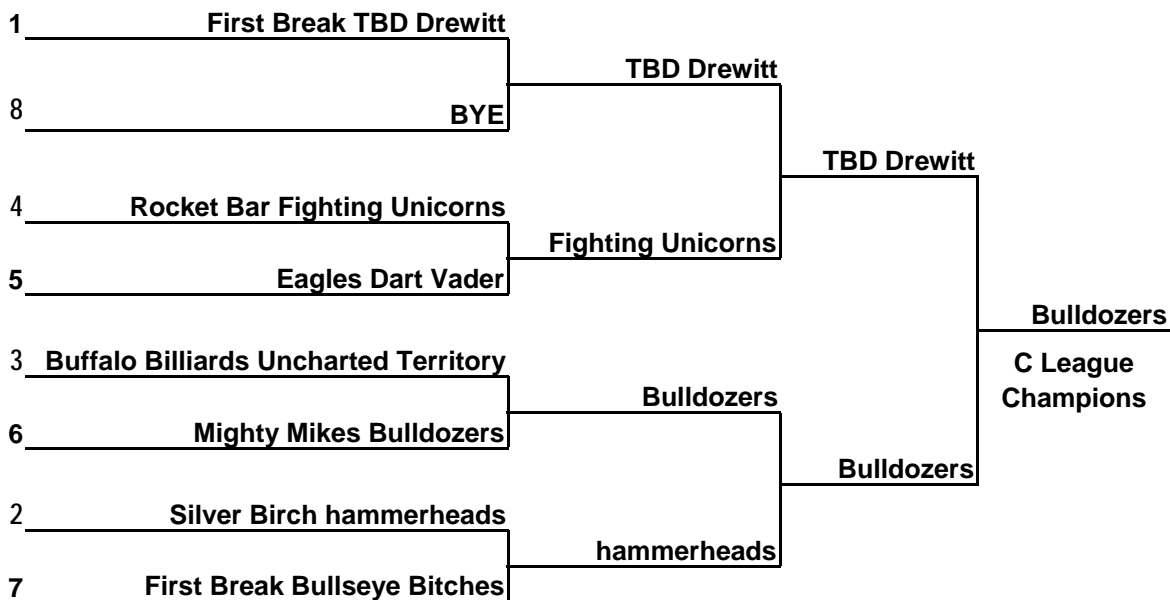 1 First Break TBD Drewitt
TBD Drewitt
8 BYE
TBD Drewitt
4 Rocket Bar Fighting Unicorns
Fighting Unicorns
5 Eagles Dart Vader
Bulldozers
C League
Champions
3 Buffalo Billiards Uncharted Territory
Bulldozers
6 Mighty Mikes Bulldozers
Bulldozers
2 Silver Birch hammerheads
hammerheads
7 First Break Bullseye Bitches